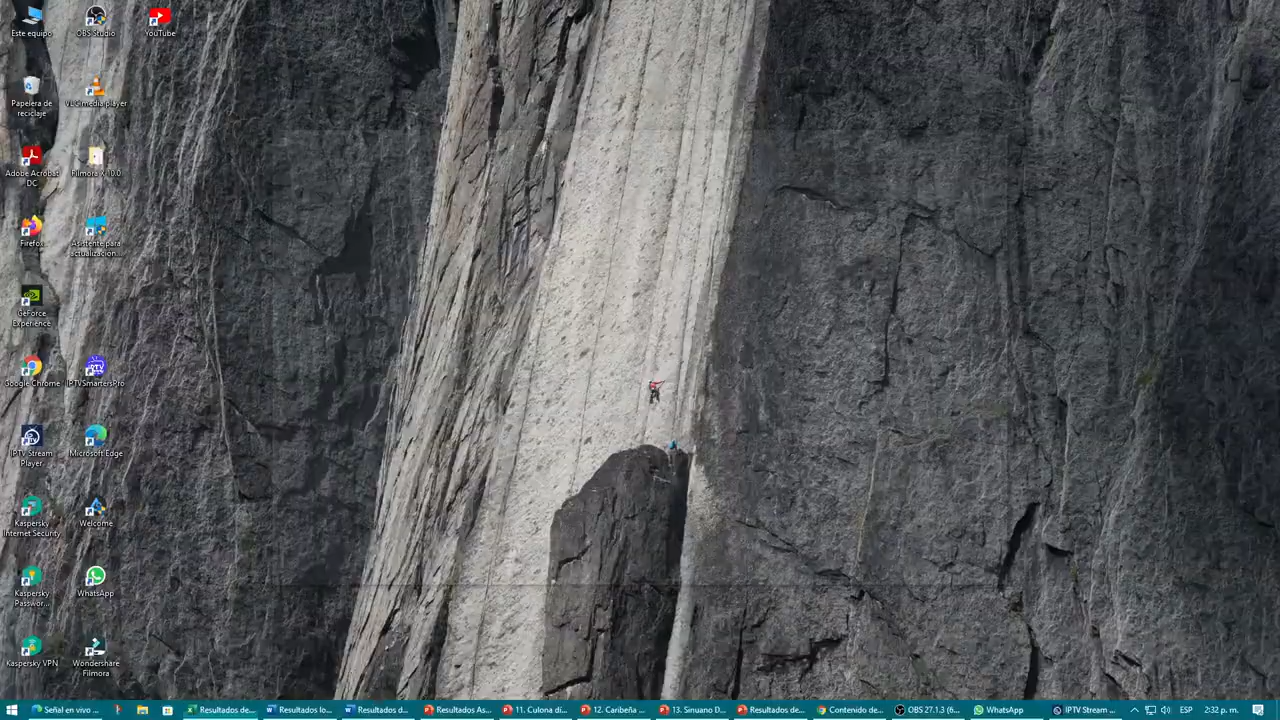 Este equipo
OBS Studio
YouTube
Papelera de
reciclaje
VLC media player
Adobe Acrobat
DC
Filmora X 10.0.
Firefox
Asistente para
actualización...
GeForce
Experience
Google Chrome
IPTVSmartersPro
IPTV Stream
Player
Microsoft Edge
Kaspersky
Internet Security
Welcome
Kaspersky
Passwor...
WhatsApp
Kaspersky VPN
Wondershare
Filmora
Señal en vivo ...
Resultados de...
Resultados lo...
Resultados d...
Resultados As...
11. Culona dí...
12. Caribeña ...
13. Sinuano D...
Resultados de...
Contenido de...
OBS 27.1.3 (6...
WhatsApp
IPTV Stream ...
ESP
2:32 p. m.